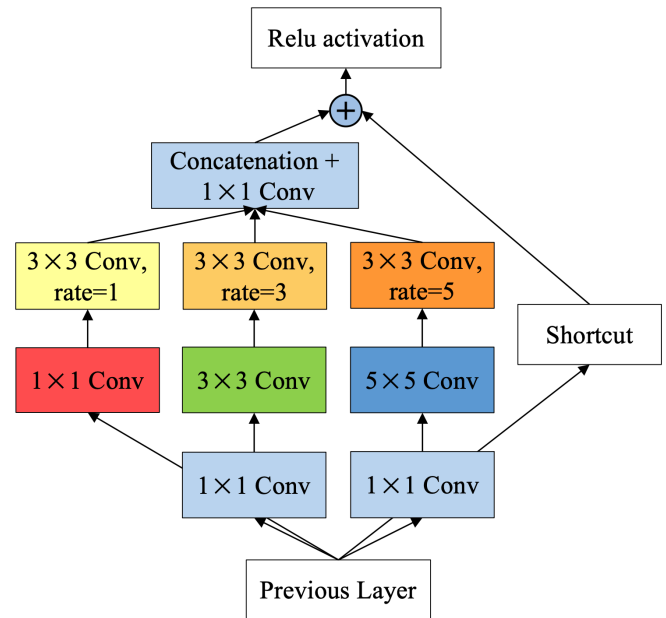 Relu activation
+
Concatenation +
1×1 Conv
3×3 Conv,
rate=1
3×3 Conv,
rate=3
3×3 Conv,
rate=5
Shortcut
1×1 Conv
3×3 Conv
5×5 Conv
1×1 Conv
1×1 Conv
Previous Layer